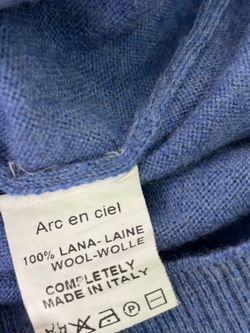 Arc en ciel
100% LANA- LAINE
WOOL-WOLLE
COMPLETELY
MADE IN ITALY